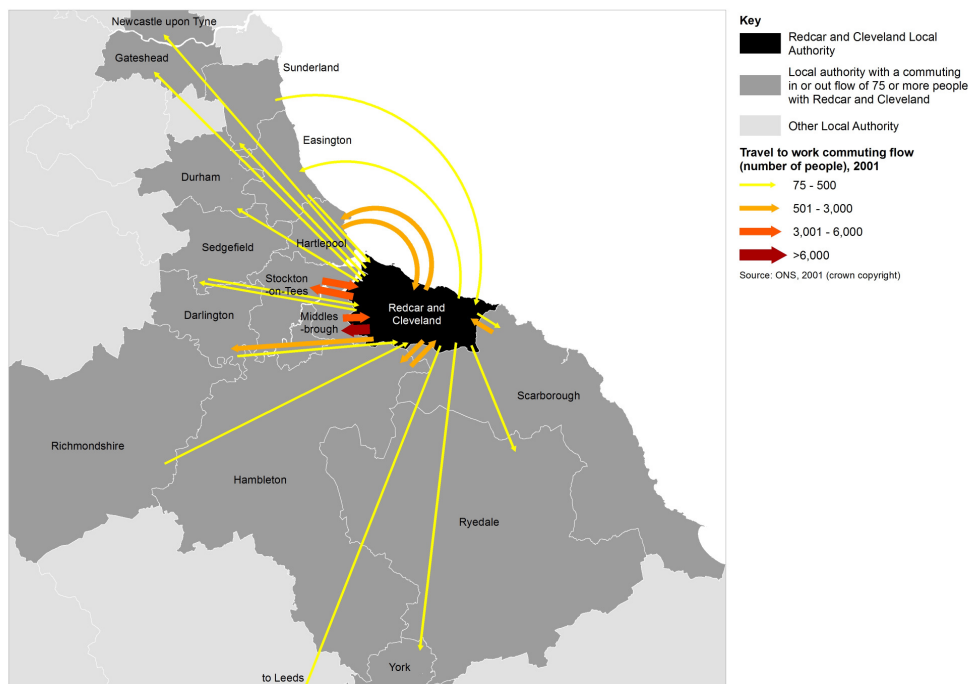 Newcastle upon Tyne
Gateshead
Sunderland
Easington
Durham
Sedgefield
Hartlepool
Stockton
-on-Tees
Darlington
Middles
-brough
Redcar and
Cleveland
Scarborough
Richmondshire
Hambleton
Ryedale
York
to Leeds
Key
Redcar and Cleveland Local
Authority
Local authority with a commuting
in or out flow of 75 or more people
with Redcar and Cleveland
Other Local Authority
Travel to work commuting flow
(number of people), 2001
75 - 500
501 - 3,000
3,001 - 6,000
>6,000
Source: ONS, 2001 (crown copyright)